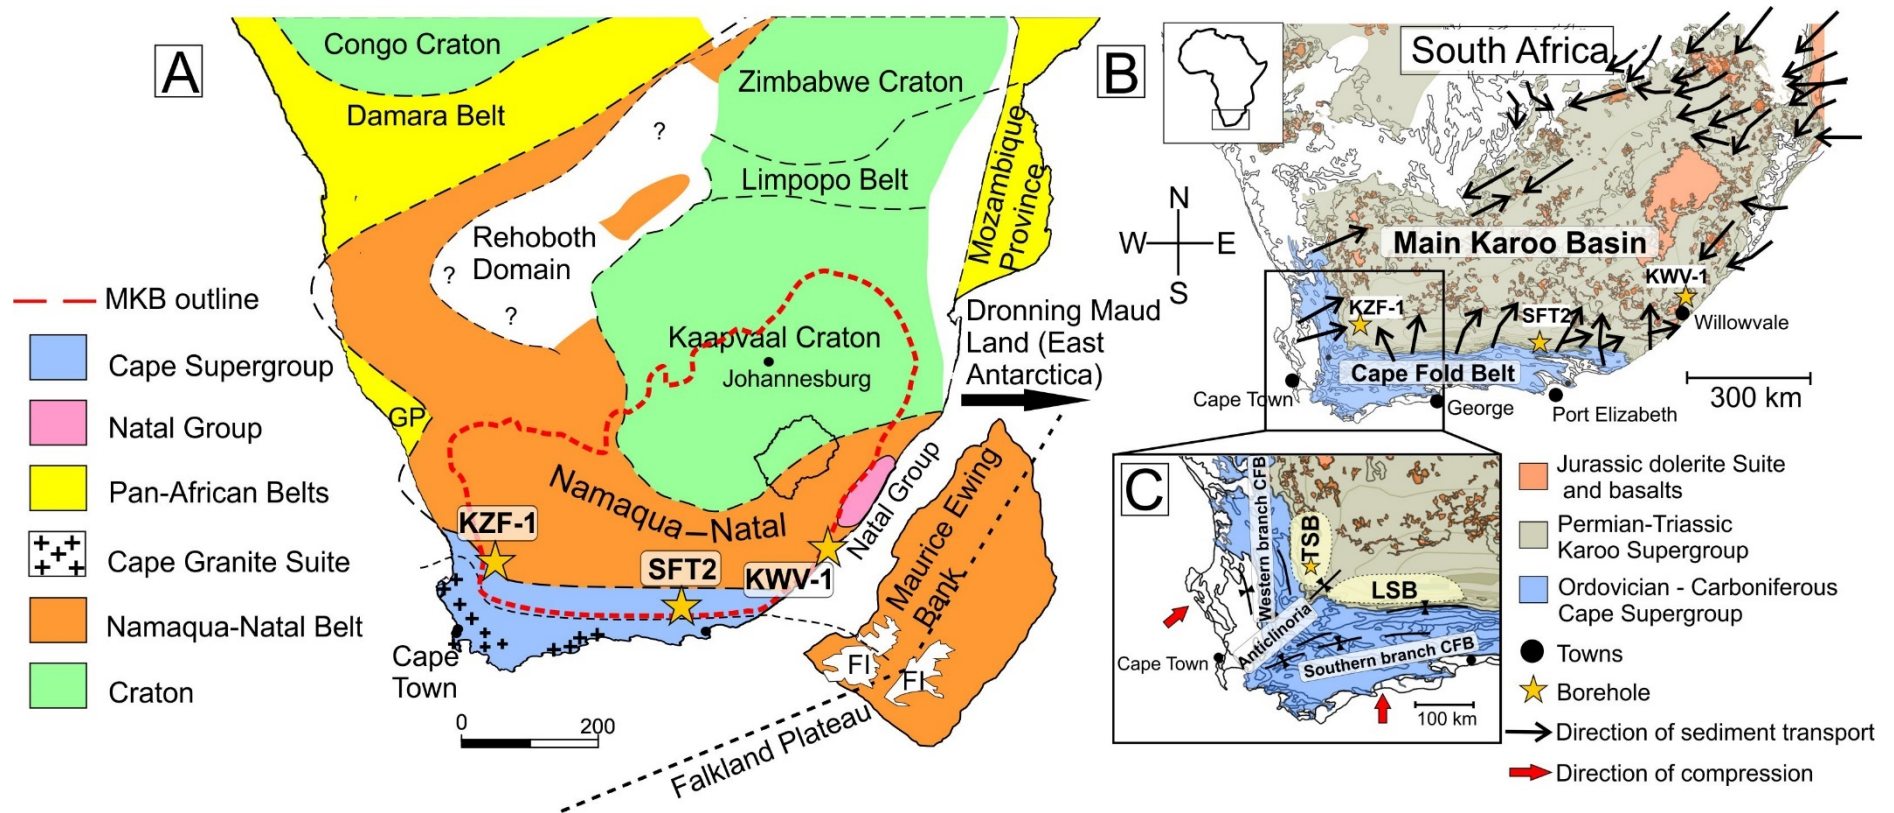 A
Congo Craton
Damara Belt
Zimbabwe Craton
?
Limpopo Belt
Mozambique
Province
Rehoboth
Domain
?
?
Kaapvaal Craton
Johannesburg
Dronning Maud
Land (East
Antarctica)
GP
Namaqua–Natal
Natal Group
Maurice Ewing
Bank
KZF-1
SFT2
KWV-1
FI
FI
Cape
Town
Falkland Plateau
0
200
MKB outline
Cape Supergroup
Natal Group
Pan-African Belts
Cape Granite Suite
Namaqua-Natal Belt
Craton
B
South Africa
N
W
E
S
Main Karoo Basin
KWV-1
KZF-1
SFT2
Willowvale
Cape Fold Belt
Cape Town
George
Port Elizabeth
300 km
C
Western branch CFB
TSB
LSB
Anticlinoria
Cape Town
Southern branch CFB
100 km
Jurassic dolerite Suite
and basalts
Permian-Triassic
Karoo Supergroup
Ordovician - Carboniferous
Cape Supergroup
Towns
Borehole
Direction of sediment transport
Direction of compression